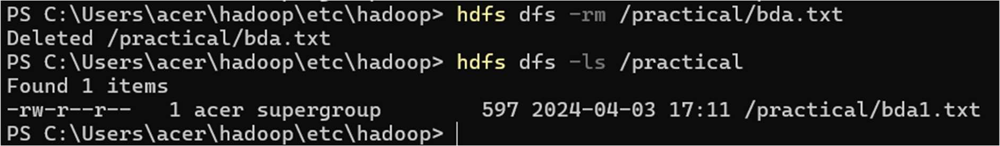 PS C:\Users\acer\hadoop\etc\hadoop> hdfs dfs -rm /practical/bda.txt
Deleted /practical/bda.txt
PS C:\Users\acer\hadoop\etc\hadoop> hdfs dfs -ls /practical
Found 1 items
-rw-r--r--   1 acer supergroup        597 2024-04-03 17:11 /practical/bda1.txt
PS C:\Users\acer\hadoop\etc\hadoop>